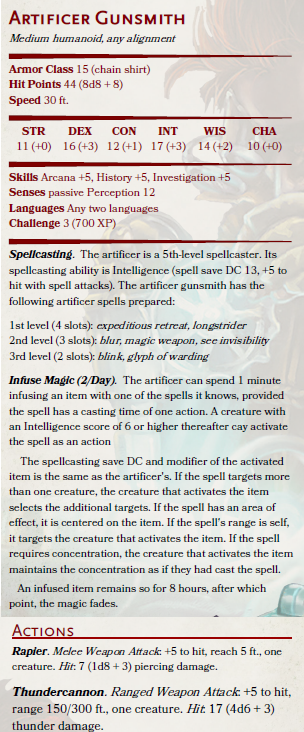 ARTIFICER GUNSMITH
Medium humanoid, any alignment
Armor Class 15 (chain shirt)
Hit Points 44 (8d8 + 8)
Speed 30 ft.
STR DEX CON INT WIS CHA
11 (+0) 16 (+3) 12 (+1) 17 (+3) 14 (+2) 10 (+0)
Skills Arcana +5, History +5, Investigation +5
Senses passive Perception 12
Languages Any two languages
Challenge 3 (700 XP)
Spellcasting. The artificer is a 5th-level spellcaster. Its
spellcasting ability is Intelligence (spell save DC 13, +5 to
hit with spell attacks). The artificer gunsmith has the
following artificer spells prepared:
1st level (4 slots): expeditious retreat, longstrider
2nd level (3 slots): blur, magic weapon, see invisibility
3rd level (2 slots): blink, glyph of warding
Infuse Magic (2/Day). The artificer can spend 1 minute
infusing an item with one of the spells it knows, provided
the spell has a casting time of one action. A creature with
an Intelligence score of 6 or higher thereafter cay activate
the spell as an action
The spellcasting save DC and modifier of the activated
item is the same as the artificer's. If the spell targets more
than one creature, the creature that activates the item
selects the additional targets. If the spell has an area of
effect, it is centered on the item. If the spell's range is self,
it targets the creature that activates the item. If the spell
requires concentration, the creature that activates the item
maintains the concentration as if they had cast the spell.
An infused item remains so for 8 hours, after which
point, the magic fades.
ACTIONS
Rapier. Melee Weapon Attack: +5 to hit, reach 5 ft., one
creature. Hit: 7 (1d8 + 3) piercing damage.
Thundercannon. Ranged Weapon Attack: +5 to hit,
range 150/300 ft., one creature. Hit: 17 (4d6 + 3)
thunder damage.